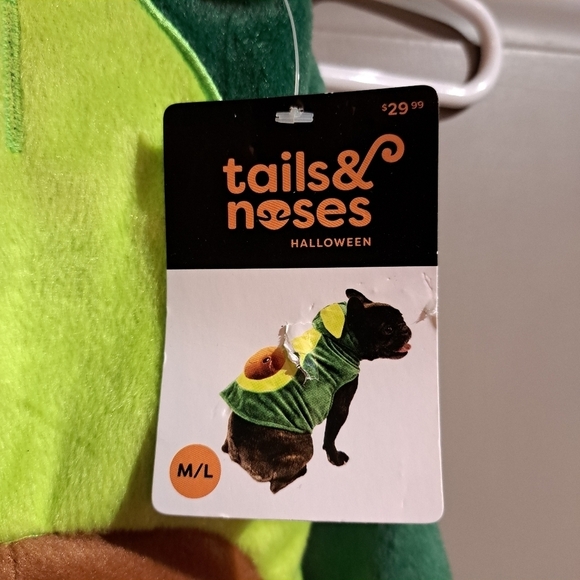 $29.99
tails&
noses
HALLOWEEN
M/L